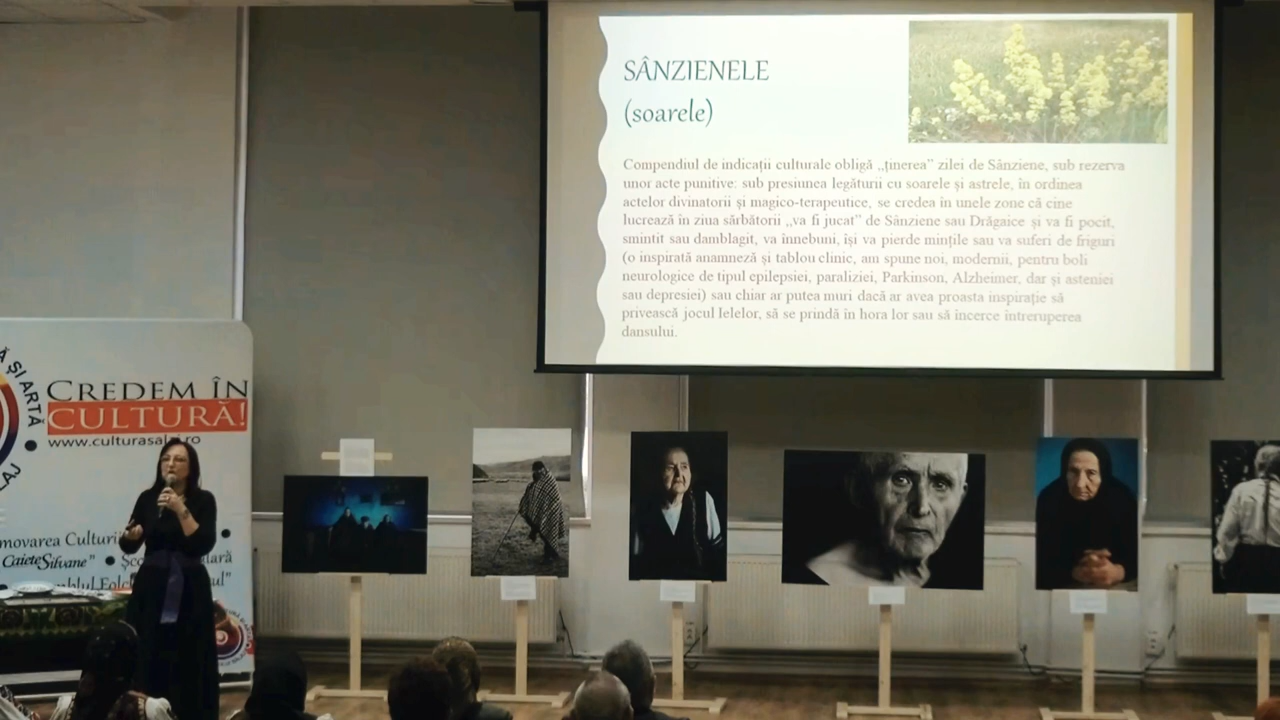 SÂNZIENELE
(soarele)
Compendiul de indicații culturale obligă „ținerea” zilei de Sânziene, sub rezerva
unor acte punitive: sub presiunea legăturii cu soarele și astrele, în ordinea
actelor divinatorii și magico-terapeutice, se credea în unele zone că cine
lucrează în ziua sărbătorii „va fi jucat” de Sânziene sau Drăgaice și va fi pocit,
smintit sau damblagit, va înnebuni, își va pierde mințile sau va suferi de friguri
(o inspirată anamneză și tablou clinic, am spune noi, modernii, pentru boli
neurologice de tipul epilepsiei, paraliziei, Parkinson, Alzheimer, dar și asteniei
sau depresiei) sau chiar ar putea muri dacă ar avea proasta inspirație să
privească jocul Ielelor, să se prindă în hora lor sau să încerce întreruperea
dansului.
Ă ȘI ARTĂ •
LAJ
CREDEM ÎN
CULTURĂ!
www.culturasalaj.ro
movarea Culturii
Caiete Silvane" •